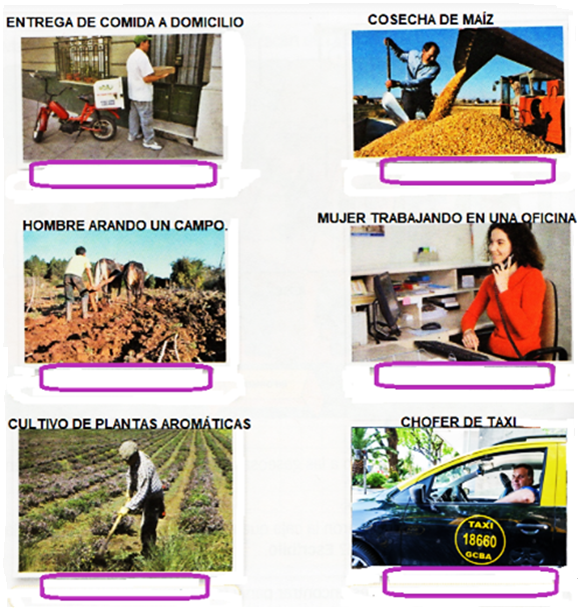 ENTREGA DE COMIDA A DOMICILIO
COSECHA DE MAÍZ
HOMBRE ARANDO UN CAMPO.
MUJER TRABAJANDO EN UNA OFICINA
CULTIVO DE PLANTAS AROMÁTICAS
CHOFER DE TAXI
TAXI
18660
GCBA